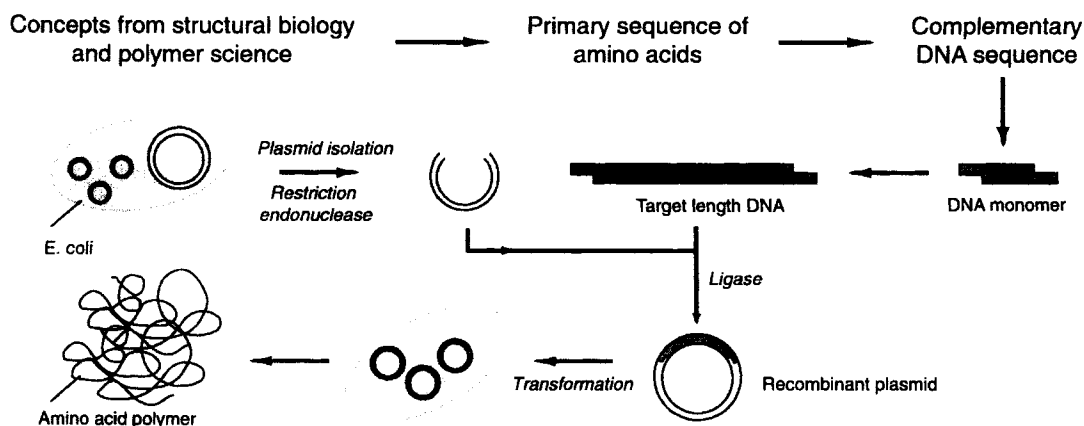 Concepts from structural biology
and polymer science
Primary sequence of
amino acids
Complementary
DNA sequence
Plasmid isolation
Restriction
endonuclease
E. coli
Target length DNA
DNA monomer
Ligase
Amino acid polymer
Transformation
Recombinant plasmid